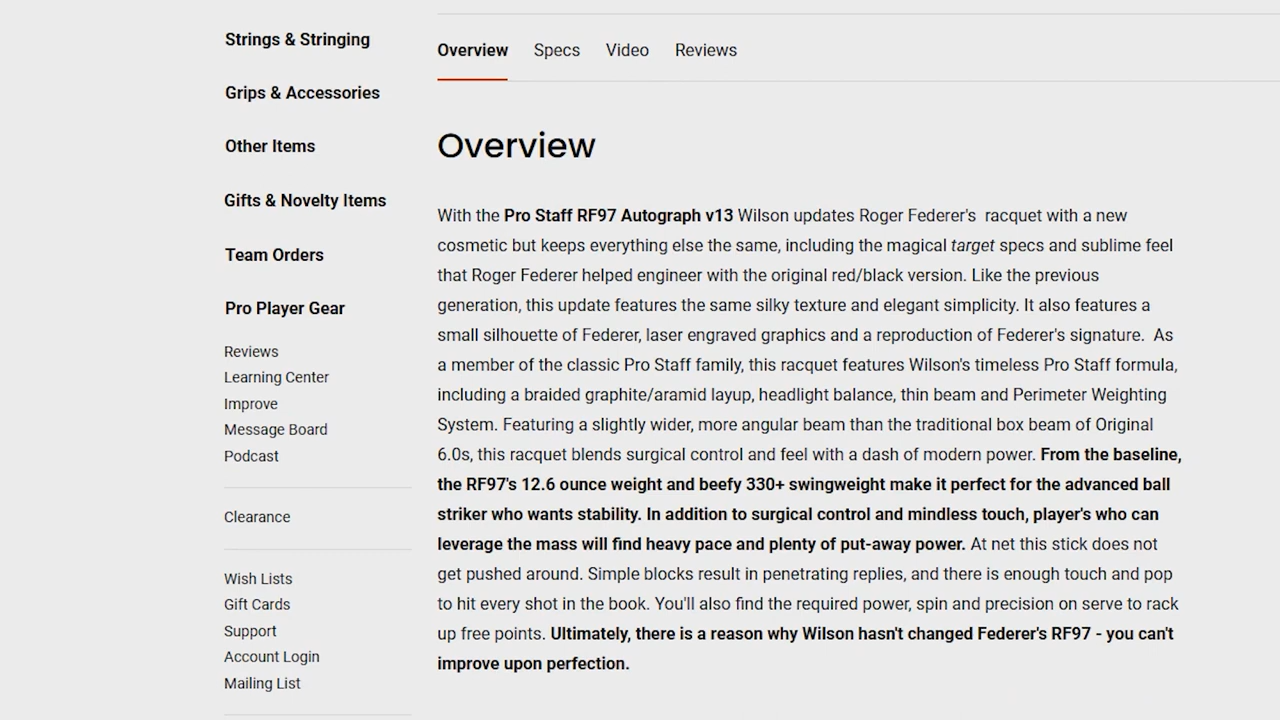 Strings & Stringing
Grips & Accessories
Other Items
Gifts & Novelty Items
Team Orders
Pro Player Gear
Reviews
Learning Center
Improve
Message Board
Podcast
Clearance
Wish Lists
Gift Cards
Support
Account Login
Mailing List
Overview Specs Video Reviews
Overview
With the Pro Staff RF97 Autograph v13 Wilson updates Roger Federer's racquet with a new
cosmetic but keeps everything else the same, including the magical target specs and sublime feel
that Roger Federer helped engineer with the original red/black version. Like the previous
generation, this update features the same silky texture and elegant simplicity. It also features a
small silhouette of Federer, laser engraved graphics and a reproduction of Federer's signature. As
a member of the classic Pro Staff family, this racquet features Wilson's timeless Pro Staff formula,
including a braided graphite/aramid layup, headlight balance, thin beam and Perimeter Weighting
System. Featuring a slightly wider, more angular beam than the traditional box beam of Original
6.0s, this racquet blends surgical control and feel with a dash of modern power. From the baseline,
the RF97's 12.6 ounce weight and beefy 330+ swingweight make it perfect for the advanced ball
striker who wants stability. In addition to surgical control and mindless touch, player's who can
leverage the mass will find heavy pace and plenty of put-away power. At net this stick does not
get pushed around. Simple blocks result in penetrating replies, and there is enough touch and pop
to hit every shot in the book. You'll also find the required power, spin and precision on serve to rack
up free points. Ultimately, there is a reason why Wilson hasn't changed Federer's RF97 - you can't
improve upon perfection.